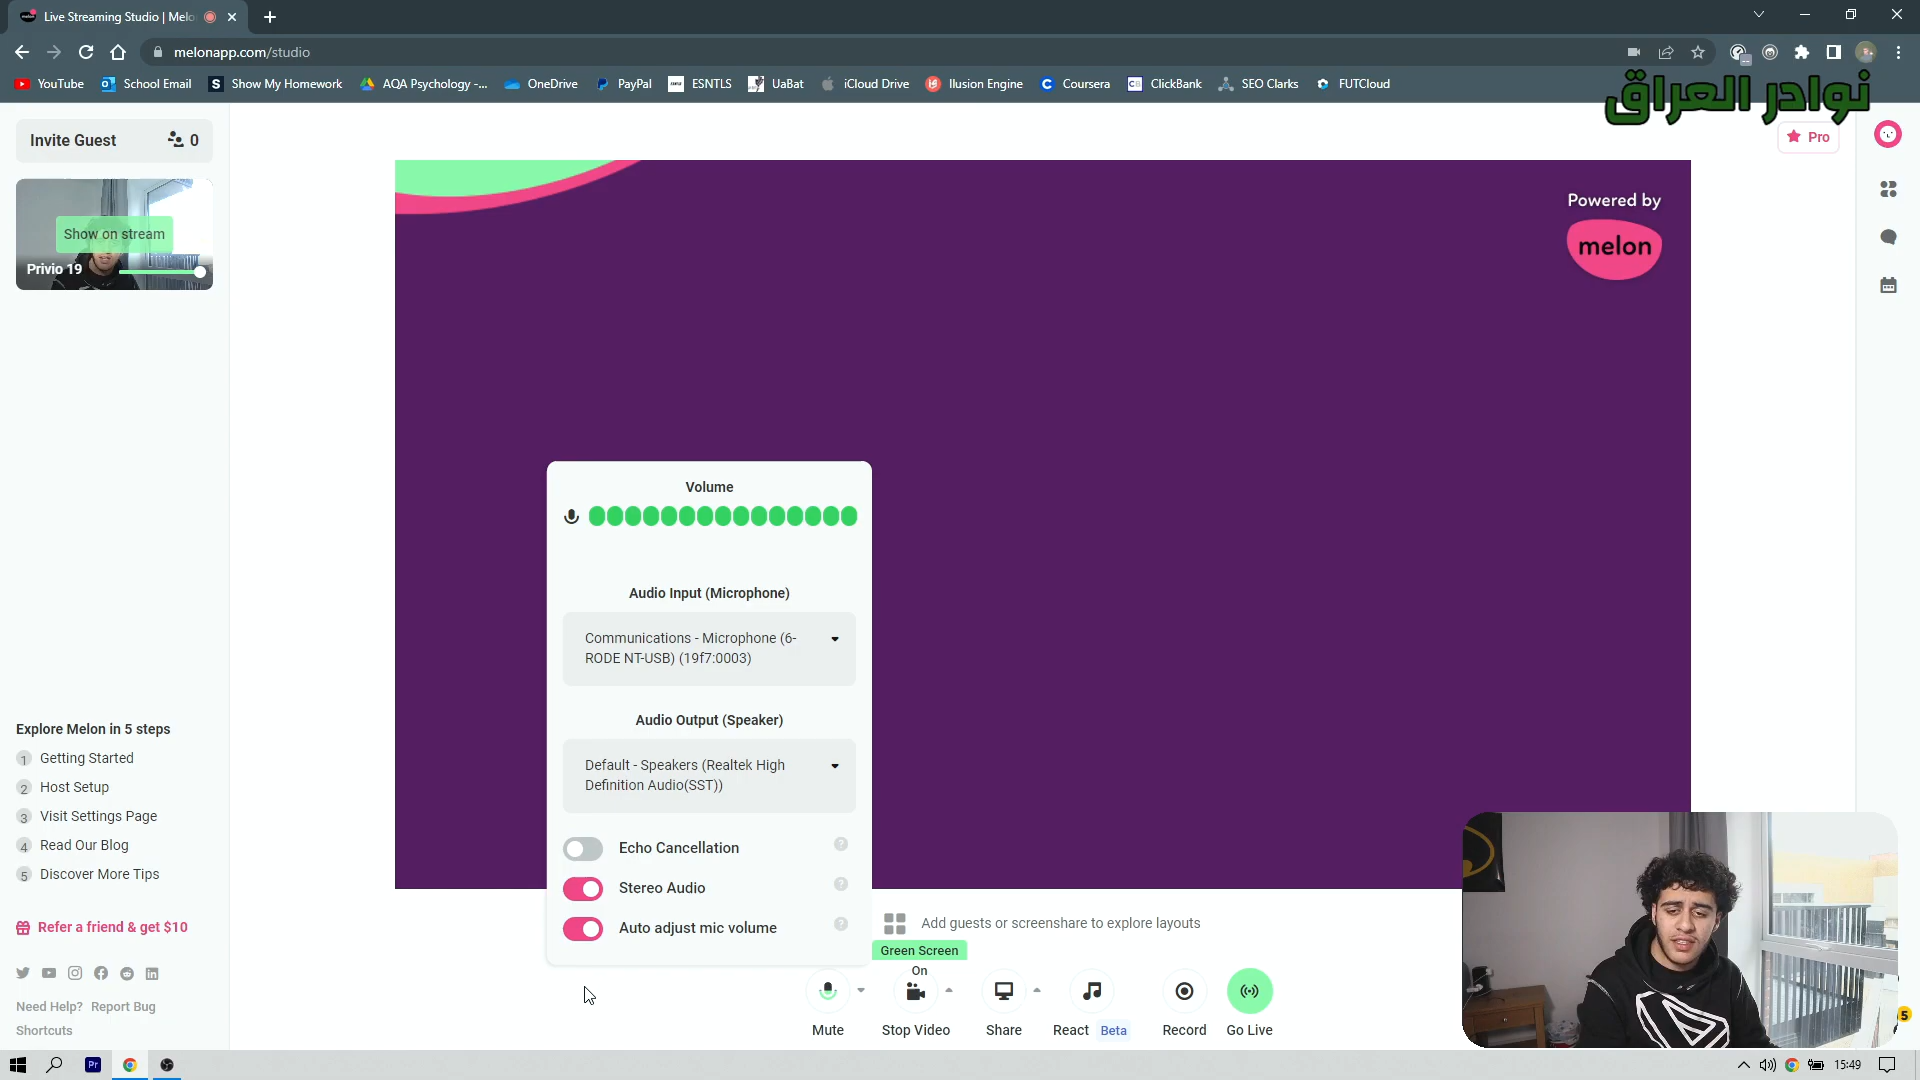 Live Streaming Studio | Melo
melonapp.com/studio
YouTube
School Email
Show My Homework
AQA Psychology -...
OneDrive
PayPal
ESNTLS
UaBat
iCloud Drive
Ilusion Engine
Coursera
ClickBank
SEO Clarks
FUTCloud
نوادر العراق
Invite Guest
0
Pro
Show on stream
Privio 19
Powered by
melon
Volume
Audio Input (Microphone)
Communications - Microphone (6-
RODE NT-USB) (19f7:0003)
Audio Output (Speaker)
Default - Speakers (Realtek High
Definition Audio(SST))
Echo Cancellation
Stereo Audio
Auto adjust mic volume
Explore Melon in 5 steps
1 Getting Started
2 Host Setup
3 Visit Settings Page
4 Read Our Blog
5 Discover More Tips
Refer a friend & get $10
Need Help? Report Bug
Shortcuts
Add guests or screenshare to explore layouts
Green Screen
On
Mute
Stop Video
Share
React Beta
Record
Go Live
5
Pr
15:49